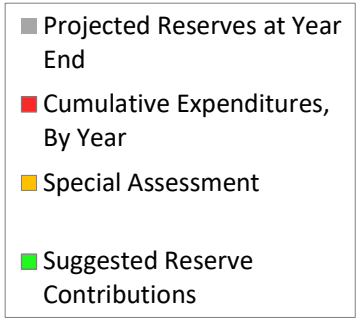 Projected Reserves at Year
End
Cumulative Expenditures,
By Year
Special Assessment
Suggested Reserve
Contributions